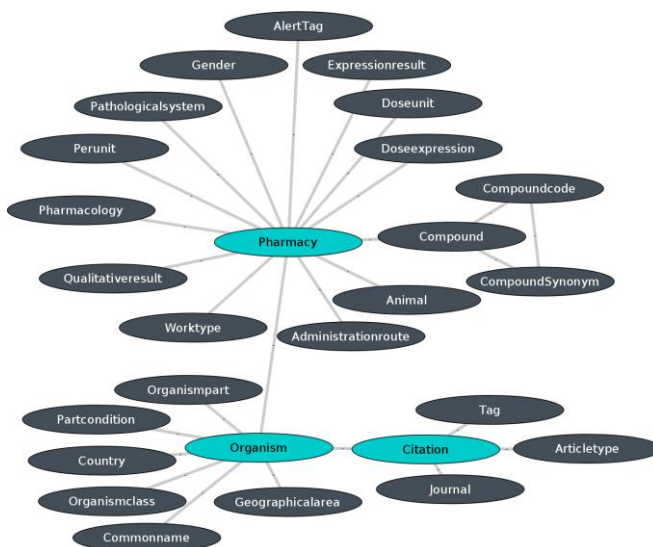 AlertTag
Gender
Expressionresult
Pathologicalsystem
Doseunit
Perunit
Doseexpression
Compoundcode
Pharmacology
Pharmacy
Compound
Qualitativeresult
CompoundSynonym
Animal
Worktype
Administrationroute
Organismpart
Tag
Partcondition
Organism
Citation
Articletype
Country
Journal
Organismclass
Geographicalarea
Commonname